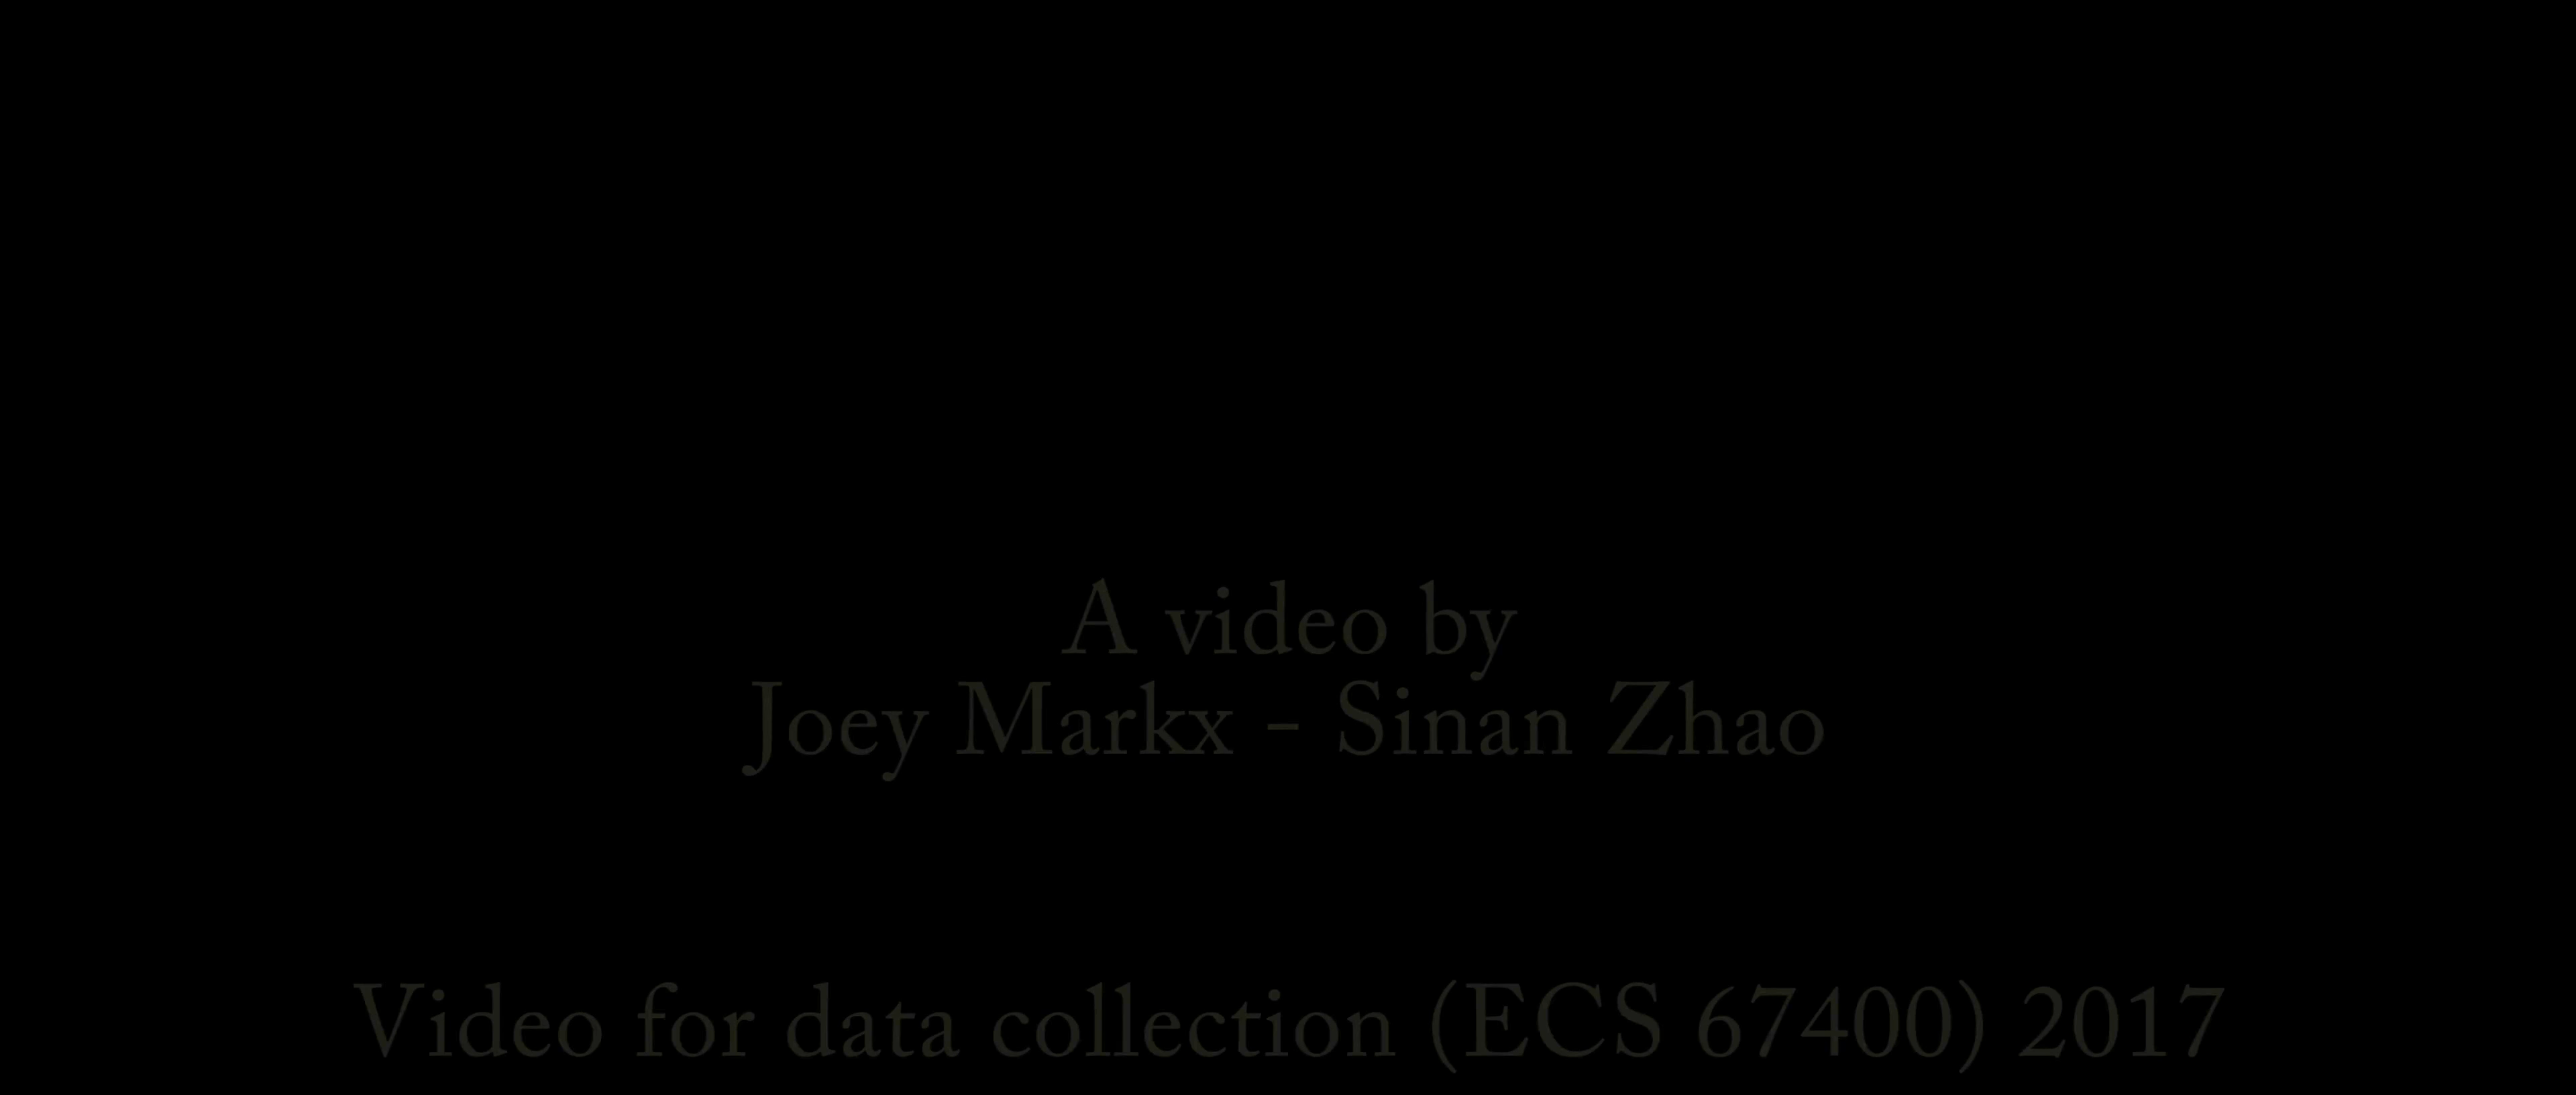 A video by
Joey Markx - Sinan Zhao
Video for data collection (ECS 67400) 2017